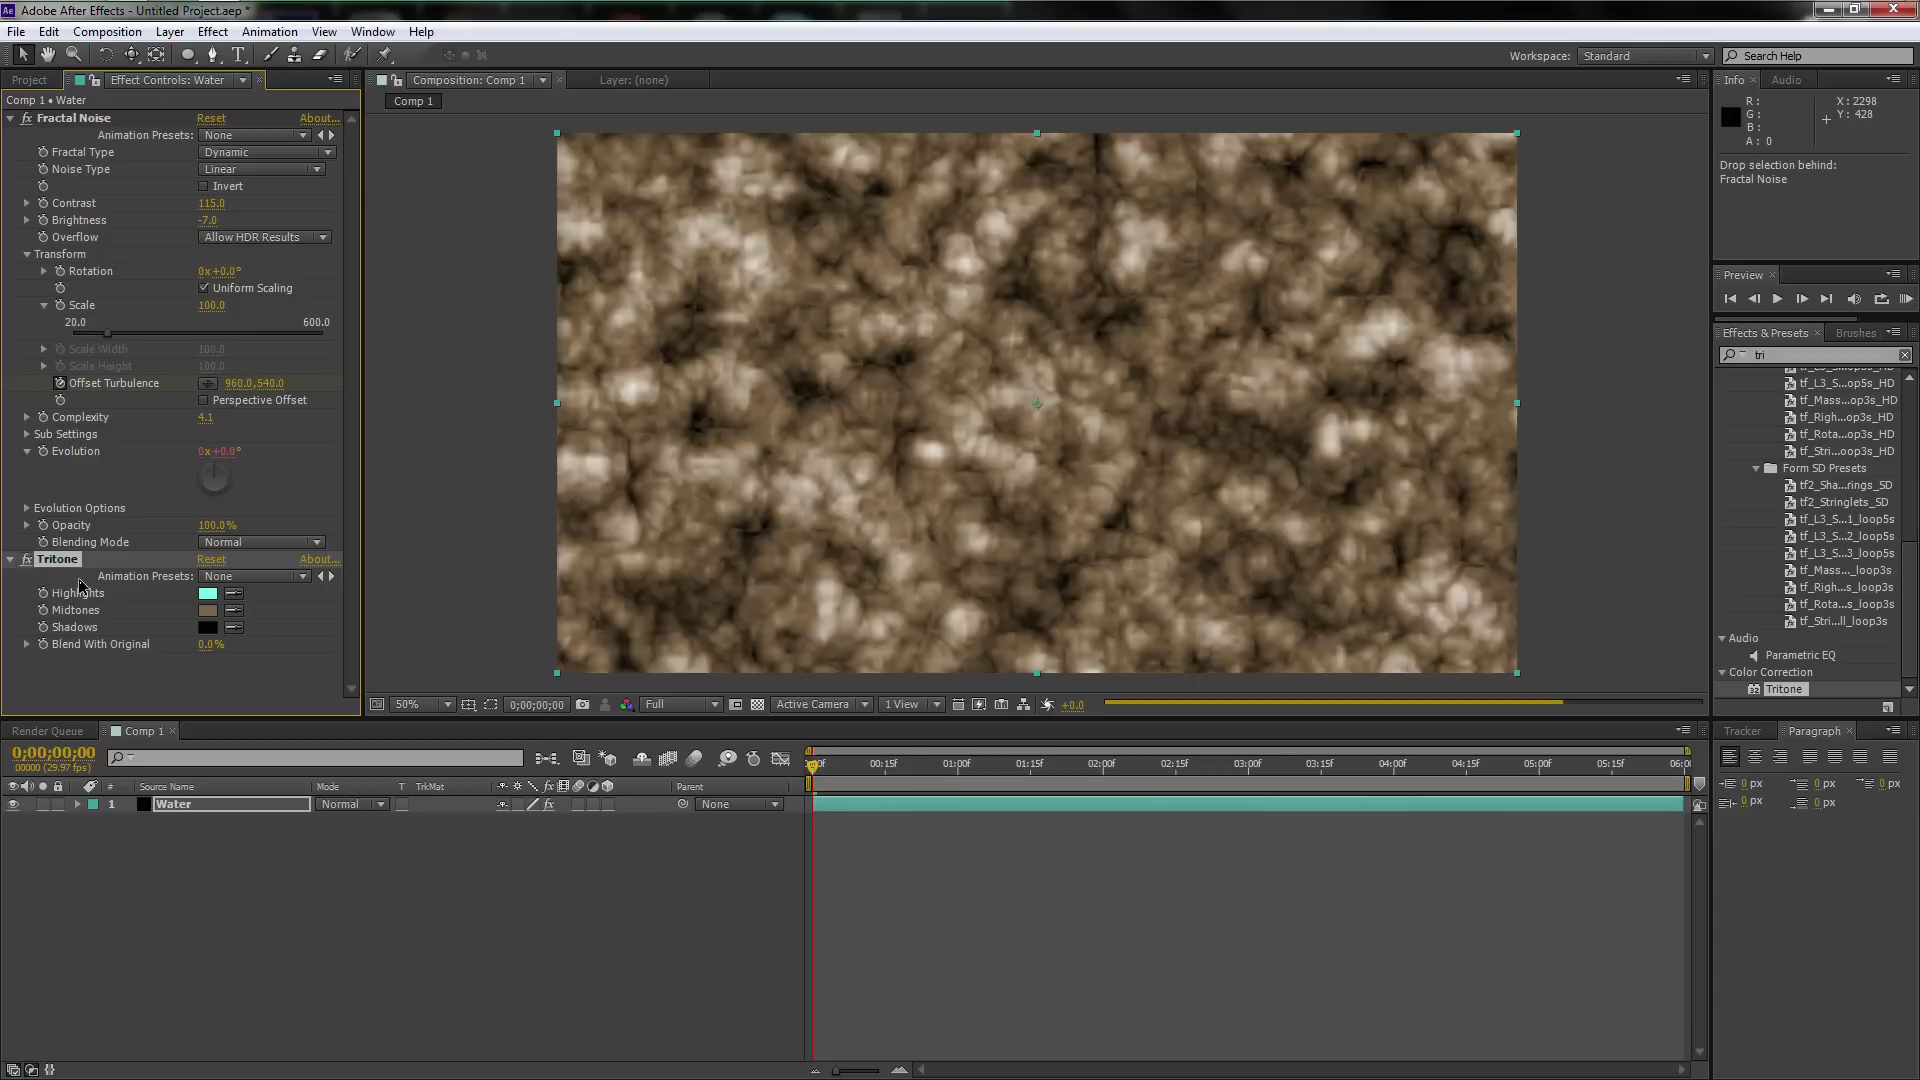 Ae Adobe After Effects - Untitled Project.aep *
File Edit Composition Layer Effect Animation View Window Help
Workspace: Standard Search Help
Project Effect Controls: Water Composition: Comp 1 Layer: (none) Info Audio
Comp 1 • Water
Comp 1
R: X: 2298
G: Y: 428
B:
A: 0
Drop selection behind:
Fractal Noise
fx Fractal Noise Reset About...
Animation Presets: None
Fractal Type Dynamic
Noise Type Linear
Invert
Contrast 115.0
Brightness -7.0
Overflow Allow HDR Results
Transform
Rotation 0x +0.0°
Uniform Scaling
Scale 100.0
20.0 600.0
Scale Width 100.0
Scale Height 100.0
Offset Turbulence 960.0,540.0
Perspective Offset
Complexity 4.1
Sub Settings
Evolution 0x +0.0°
Evolution Options
Opacity 100.0%
Blending Mode Normal
fx Tritone Reset About...
Animation Presets: None
Highlights
Midtones
Shadows
Blend With Original 0.0%
50% 0;00;00;00 Full Active Camera 1 View +0.0
Preview
Effects & Presets Brushes
tri
tf_L3_S...op5s_HD
tf_Mass...op3s_HD
tf_Righ...op3s_HD
tf_Rota...op3s_HD
tf_Stri...oop3s_HD
Form SD Presets
tf2_Sha...rings_SD
tf2_Stringlets_SD
tf_L3_S...1_loop5s
tf_L3_S...2_loop5s
tf_L3_S...3_loop5s
tf_Mass..._loop3s
tf_Righ...s_loop3s
tf_Rota...s_loop3s
tf_Stri...ll_loop3s
Audio
Parametric EQ
Color Correction
Tritone
Render Queue Comp 1
0;00;00;00
00000 (29.97 fps)
00:15f 01:00f 01:15f 02:00f 02:15f 03:00f 03:15f 04:00f 04:15f 05:00f 05:15f 06:00
# Source Name Mode T TrkMat Parent
1 Water Normal None
Tracker Paragraph
0 px 0 px 0 px
0 px 0 px